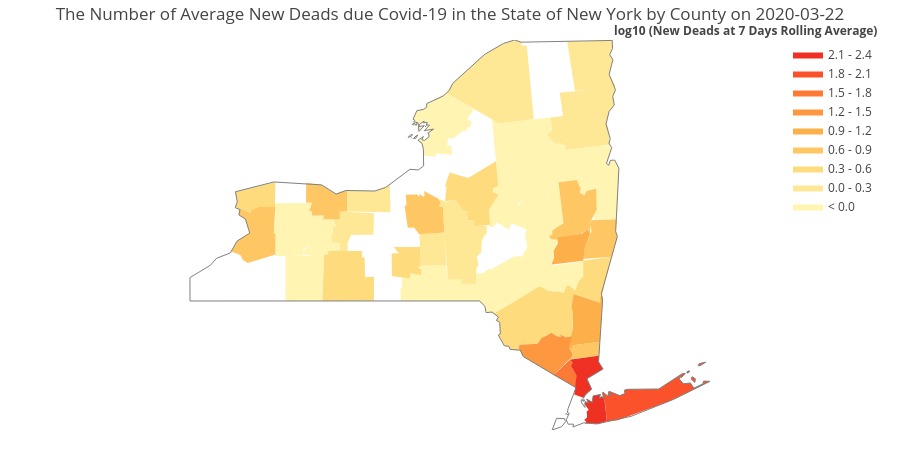 The Number of Average New Deads due Covid-19 in the State of New York by County on 2020-03-22
log10 (New Deads at 7 Days Rolling Average)
2.1 - 2.4
1.8 - 2.1
1.5 - 1.8
1.2 - 1.5
0.9 - 1.2
0.6 - 0.9
0.3 - 0.6
0.0 - 0.3
< 0.0